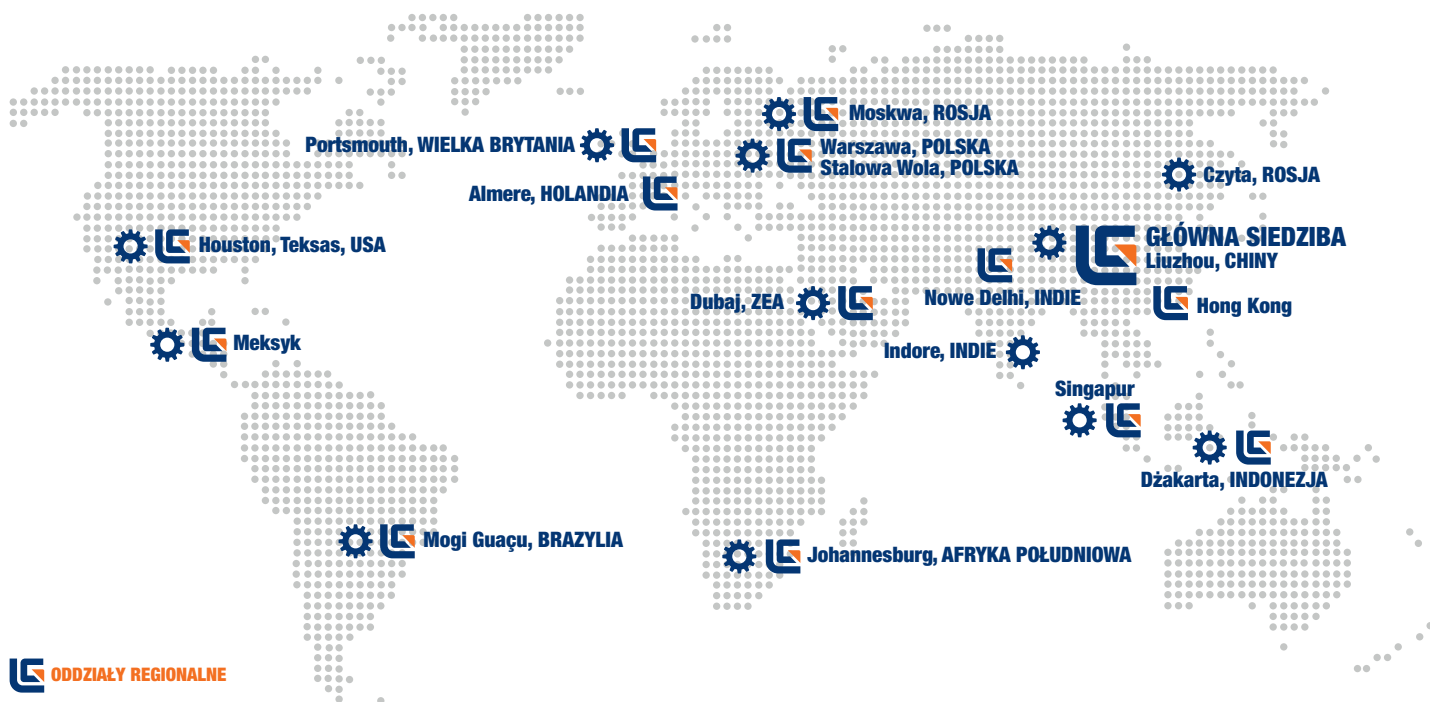 Moskwa, ROSJA
Portsmouth, WIELKA BRYTANIA
Warszawa, POLSKA
Stalowa Wola, POLSKA
Czyta, ROSJA
Almere, HOLANDIA
Houston, Teksas, USA
GŁÓWNA SIEDZIBA
Liuzhou, CHINY
Nowe Delhi, INDIE
Dubaj, ZEA
Hong Kong
Meksyk
Indore, INDIE
Singapur
Dżakarta, INDONEZJA
Mogi Guaçu, BRAZYLIA
Johannesburg, AFRYKA POŁUDNIOWA
ODDZIAŁY REGIONALNE